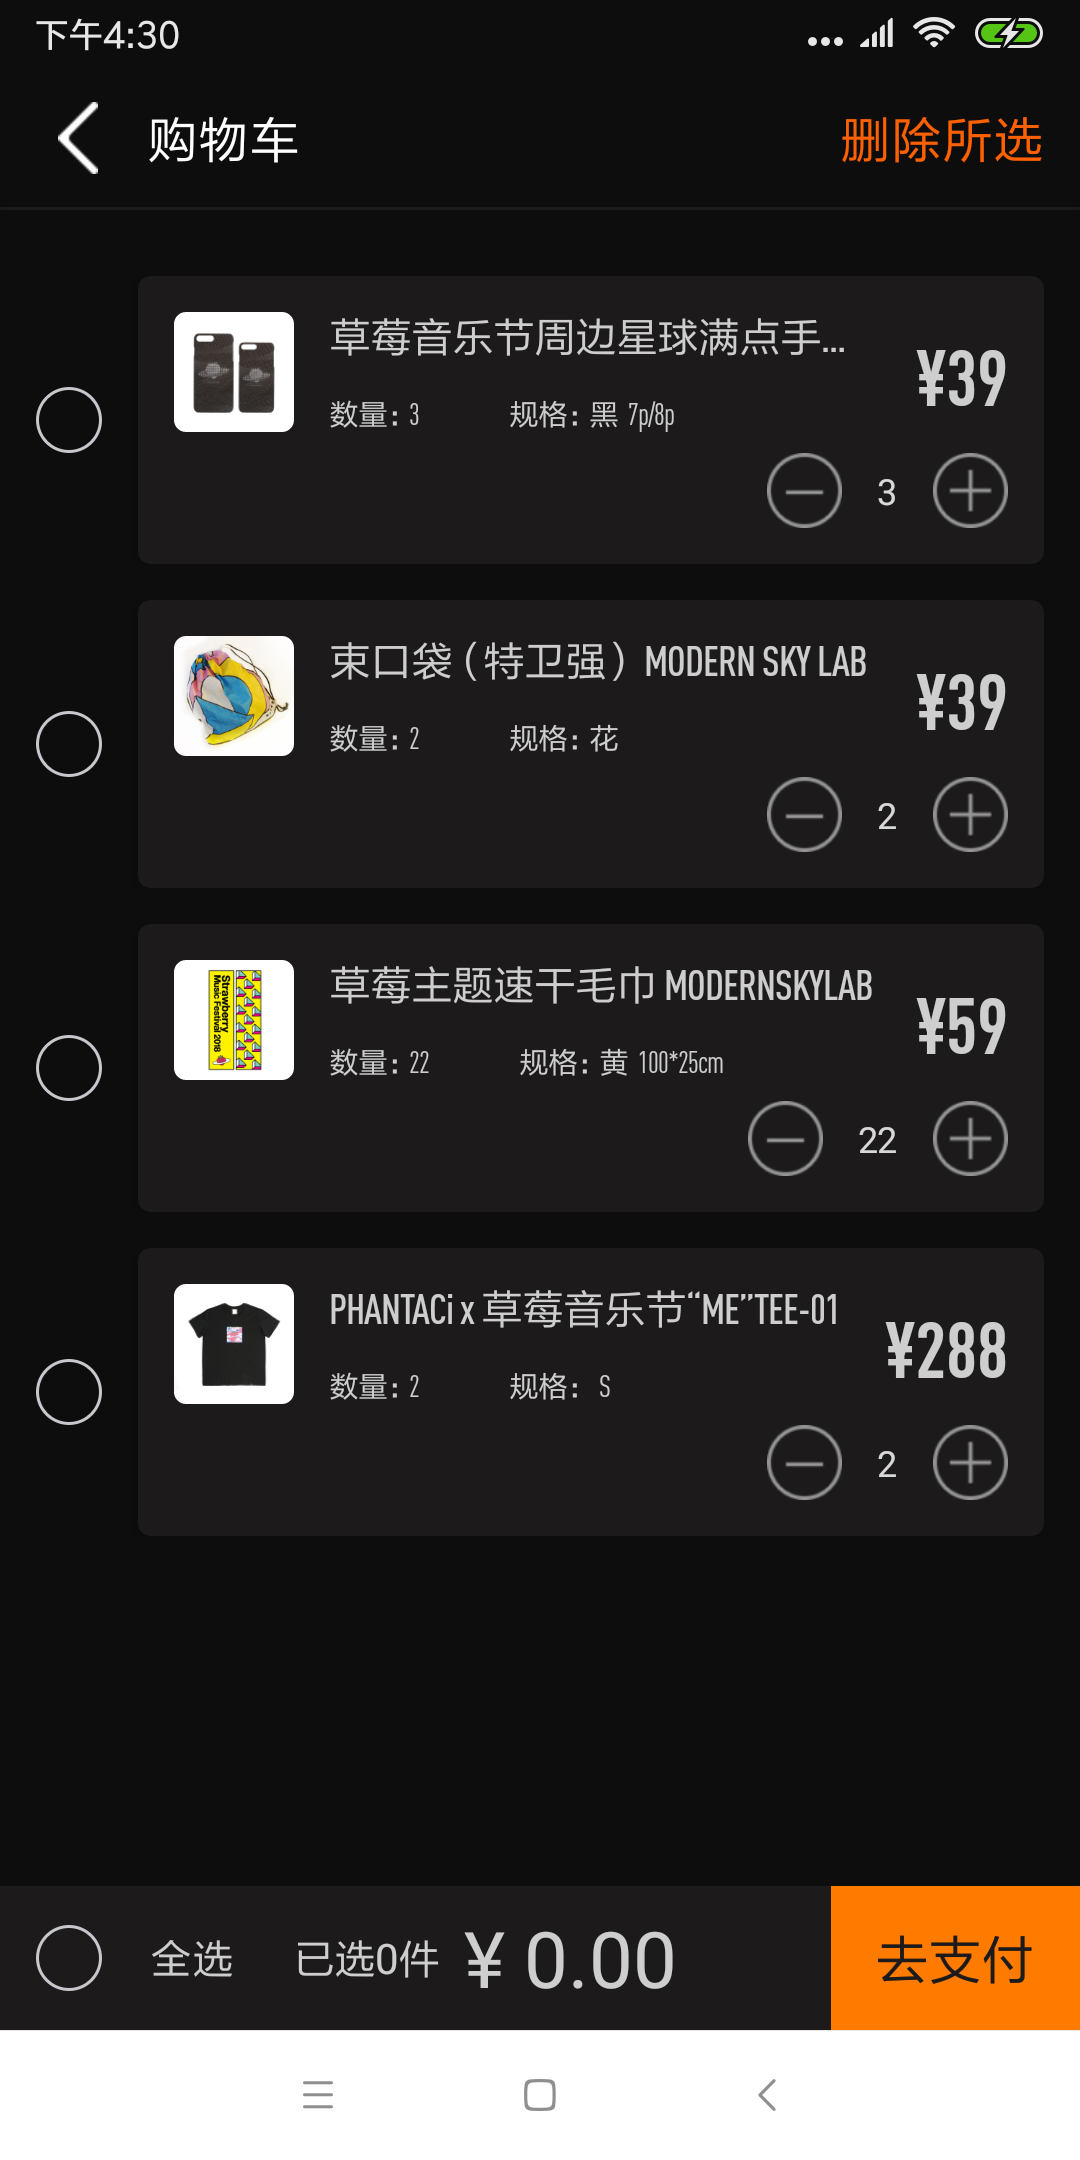 下午4:30
购物车
删除所选
草莓音乐节周边星球满点手...
¥39
数量: 3 规格: 黑 7p/8p
3
束口袋（特卫强）MODERN SKY LAB
¥39
数量: 2 规格: 花
2
Strawberry
Music Festival 2018
草莓主题速干毛巾 MODERNSKYLAB
¥59
数量: 22 规格: 黄 100*25cm
22
PHANTACi x 草莓音乐节“ME”TEE-01
¥288
数量: 2 规格: S
2
全选 已选0件 ¥ 0.00
去支付